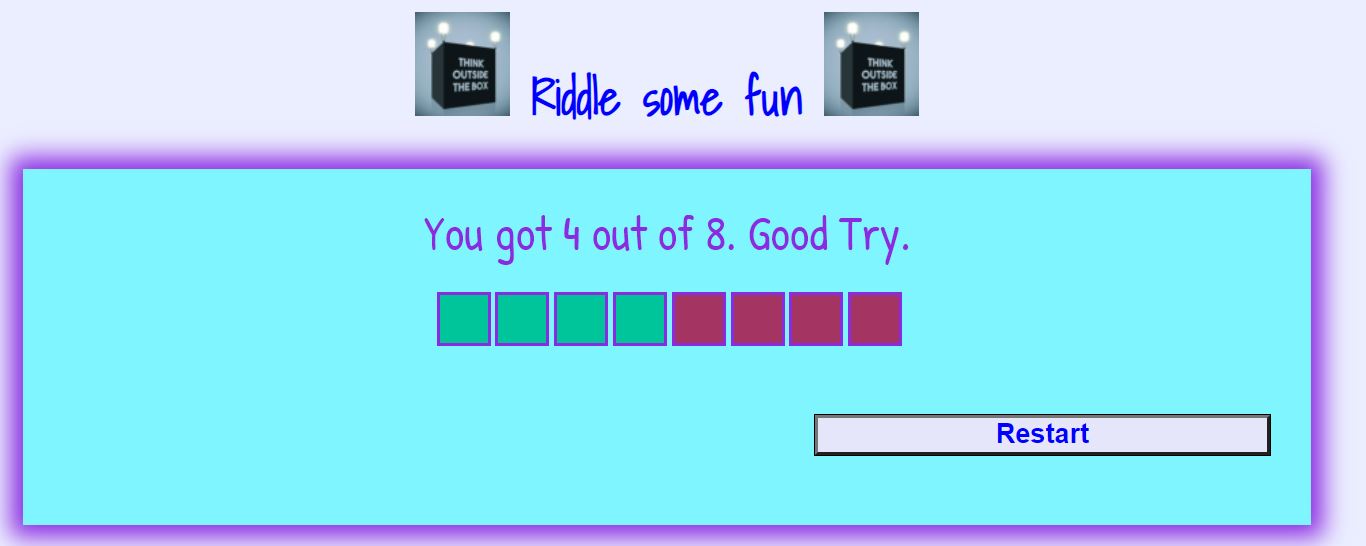 THINK
OUTSIDE
THE BOX
Riddle some fun
THINK
OUTSIDE
THE BOX
You got 4 out of 8. Good Try.
Restart